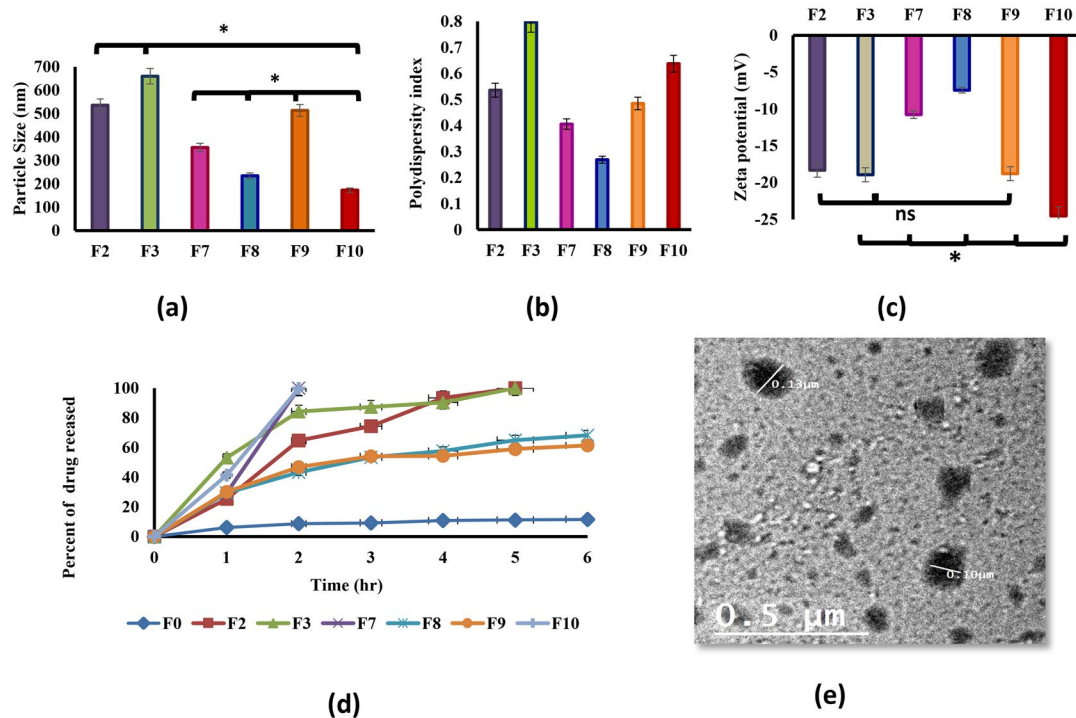 *
700
600
500
400
300
200
100
0
*
Particle Size (nm)
F2 F3 F7 F8 F9 F10
(a)
0.8
0.7
0.6
0.5
0.4
0.3
0.2
0.1
0
Polydispersity index
F2 F3 F7 F8 F9 F10
(b)
F2 F3 F7 F8 F9 F10
0
-5
-10
-15
-20
-25
Zeta potential (mV)
ns
*
(c)
100
80
60
40
20
0
Percent of drug reeased
0 1 2 3 4 5 6
Time (hr)
F0 F2 F3 F7 F8 F9 F10
(d)
0.13µm
0.10µm
0.5 µm
(e)